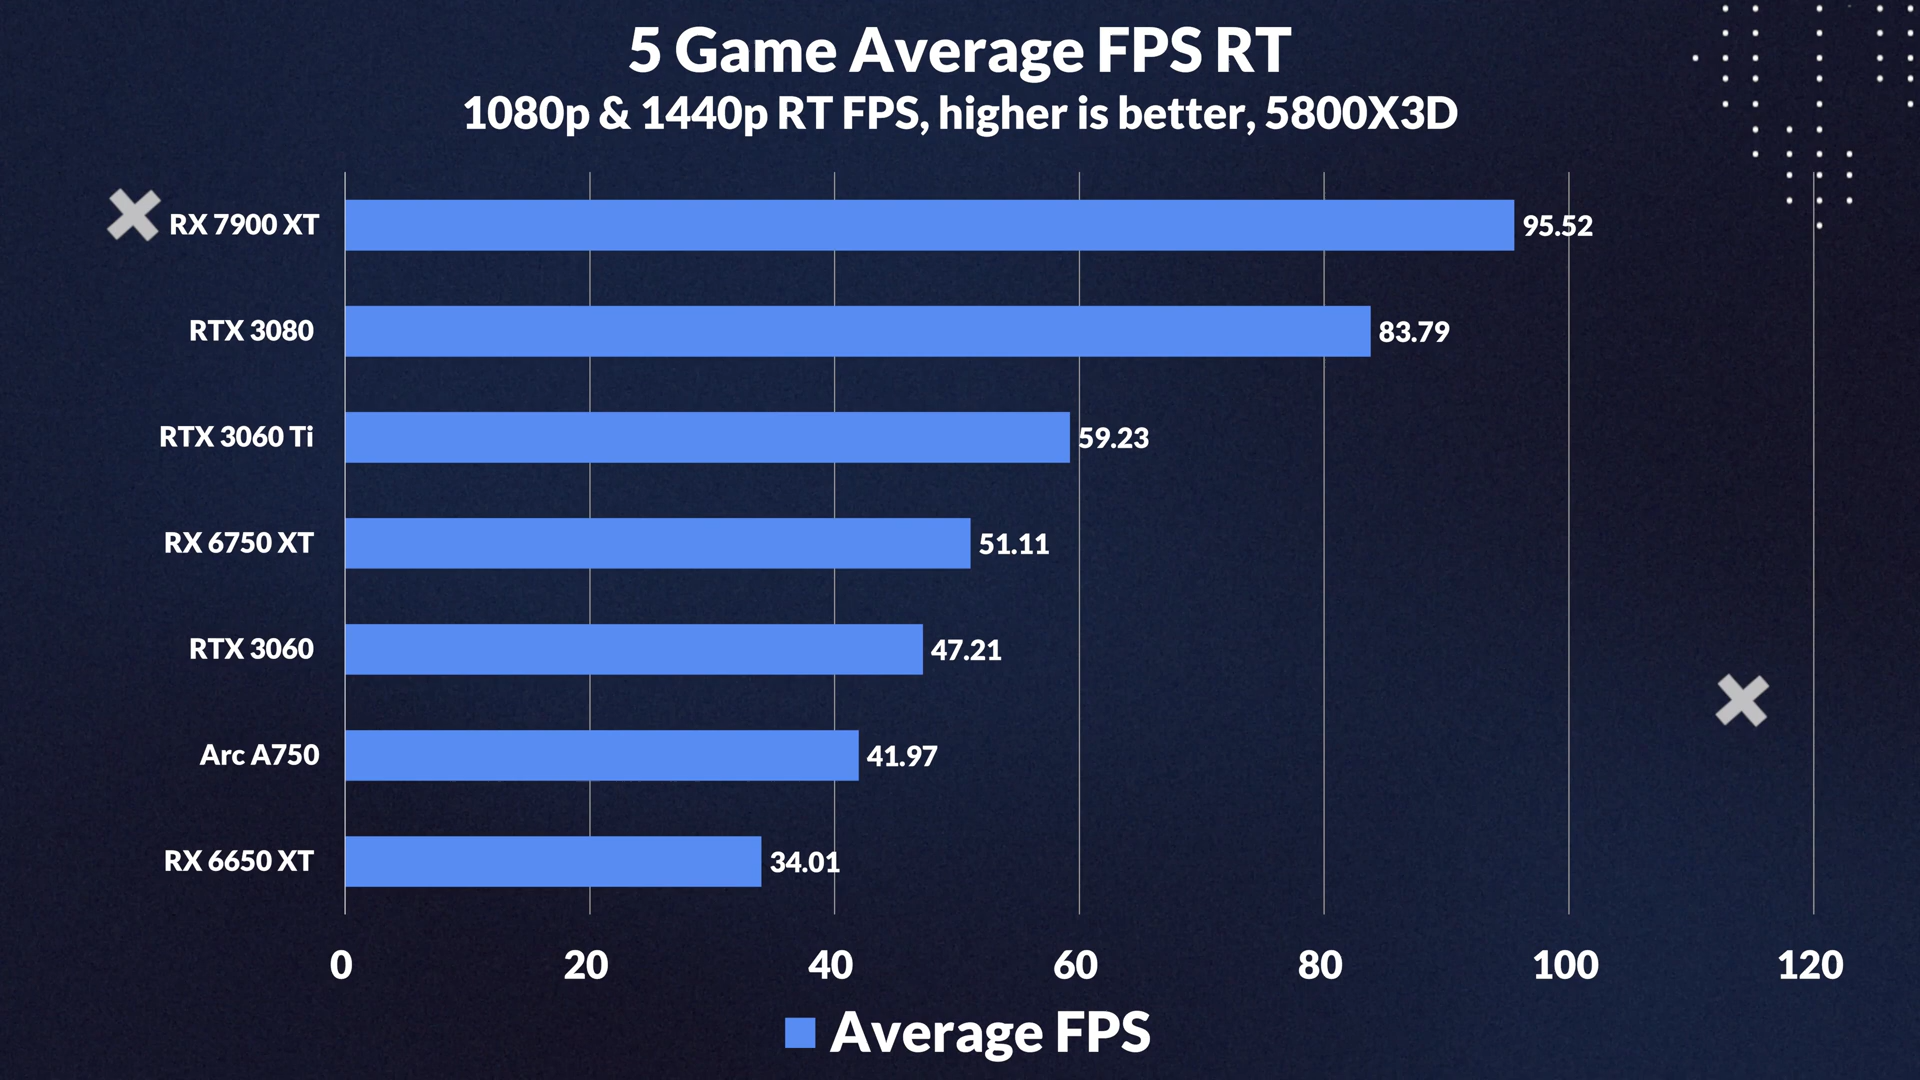 5 Game Average FPS RT
1080p & 1440p RT FPS, higher is better, 5800X3D
RX 7900 XT 95.52
RTX 3080 83.79
RTX 3060 Ti 59.23
RX 6750 XT 51.11
RTX 3060 47.21
Arc A750 41.97
RX 6650 XT 34.01
0 20 40 60 80 100 120
Average FPS